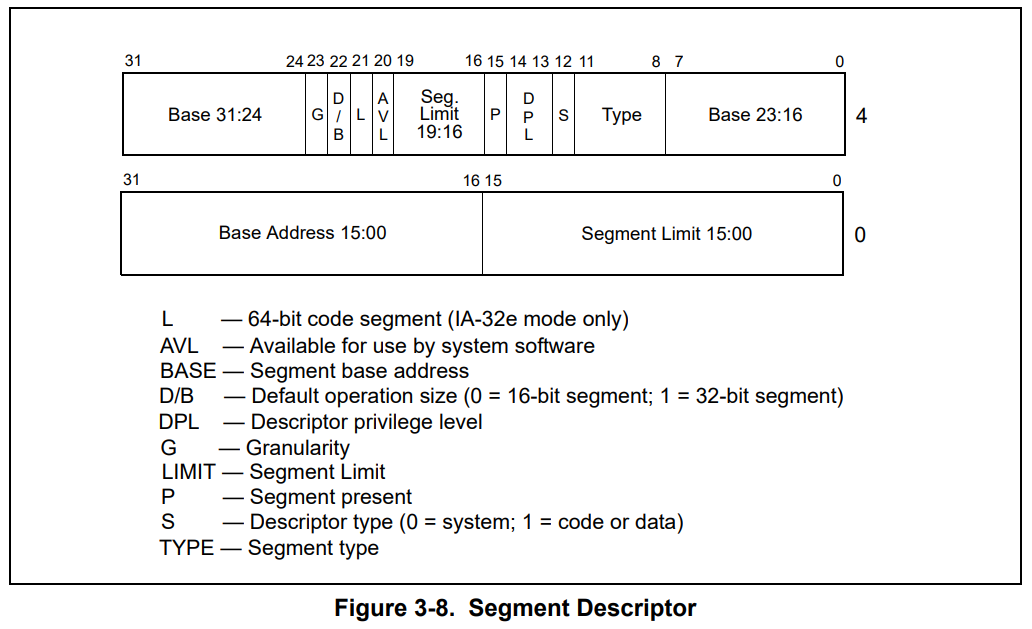 31 24 23 22 21 20 19 16 15 14 13 12 11 8 7 0
Base 31:24 G D/B L AVL Seg. Limit 19:16 P DPL S Type Base 23:16 4
31 16 15 0
Base Address 15:00 Segment Limit 15:00 0
L — 64-bit code segment (IA-32e mode only)
AVL — Available for use by system software
BASE — Segment base address
D/B — Default operation size (0 = 16-bit segment; 1 = 32-bit segment)
DPL — Descriptor privilege level
G — Granularity
LIMIT — Segment Limit
P — Segment present
S — Descriptor type (0 = system; 1 = code or data)
TYPE — Segment type
Figure 3-8. Segment Descriptor